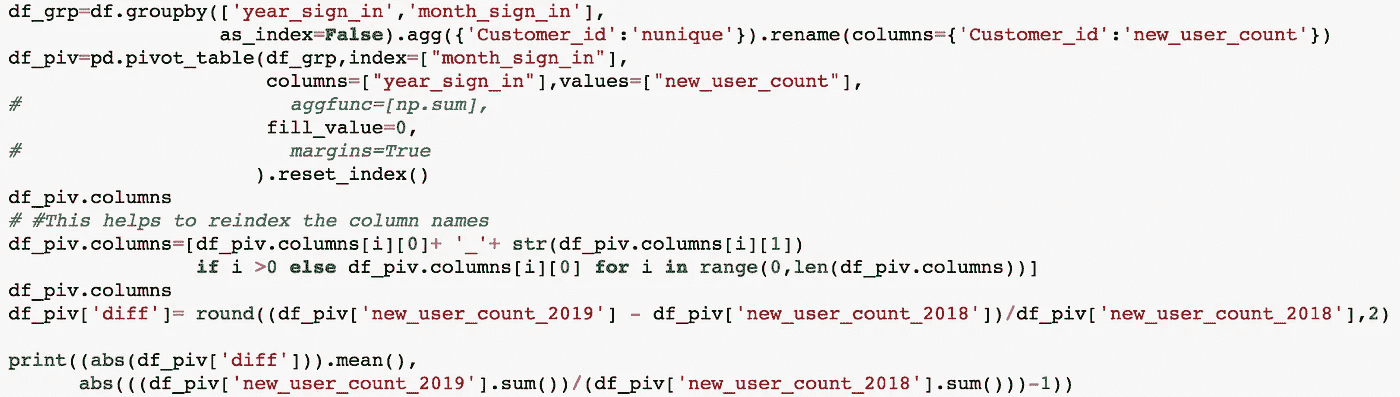 df_grp=df.groupby(['year_sign_in','month_sign_in'],
                  as_index=False).agg({'Customer_id':'nunique'}).rename(columns={'Customer_id':'new_user_count'})
df_piv=pd.pivot_table(df_grp,index=["month_sign_in"],
                      columns=["year_sign_in"],values=["new_user_count"],
#                       aggfunc=[np.sum],
                      fill_value=0,
#                       margins=True
                     ).reset_index()
df_piv.columns
# #This helps to reindex the column names
df_piv.columns=[df_piv.columns[i][0]+ '_'+ str(df_piv.columns[i][1])
                if i >0 else df_piv.columns[i][0] for i in range(0,len(df_piv.columns))]
df_piv.columns
df_piv['diff']= round((df_piv['new_user_count_2019'] - df_piv['new_user_count_2018'])/df_piv['new_user_count_2018'],2)

print((abs(df_piv['diff'])).mean(),
      abs(((df_piv['new_user_count_2019'].sum())/(df_piv['new_user_count_2018'].sum()))-1))